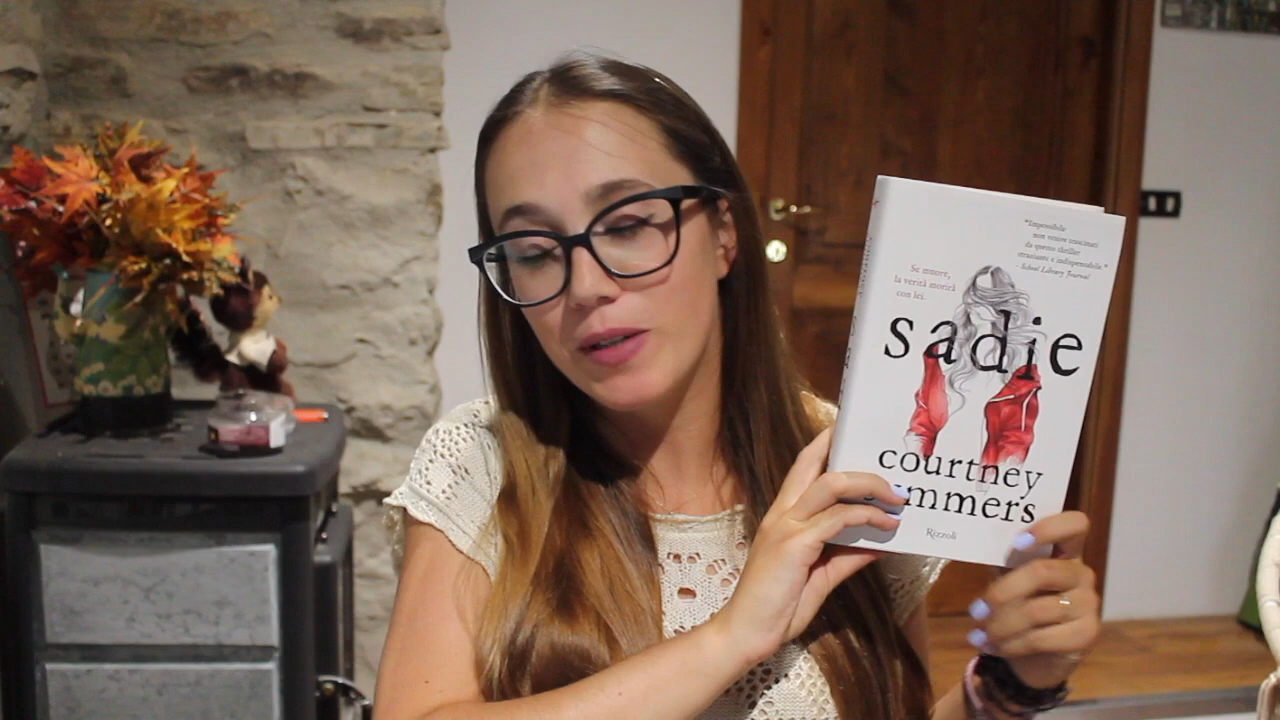 "Impossibile
non venire trascinati
da questo thriller
straziante e indispensabile."
- School Library Journal
Se muore,
la verità morirà
con lei.
sadie
courtney
mmers
Rizzoli